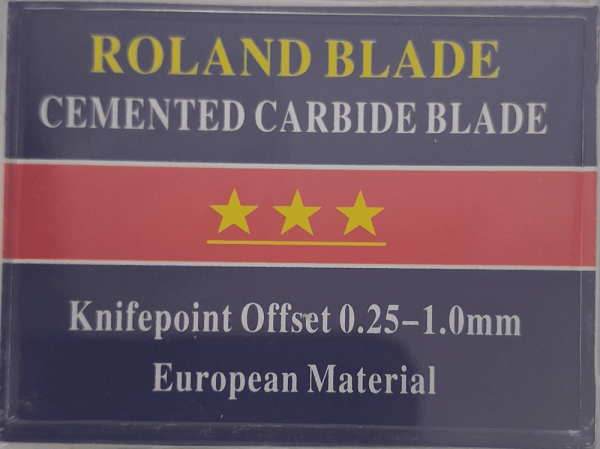 ROLAND BLADE
CEMENTED CARBIDE BLADE
Knifepoint Offset 0.25-1.0mm
European Material